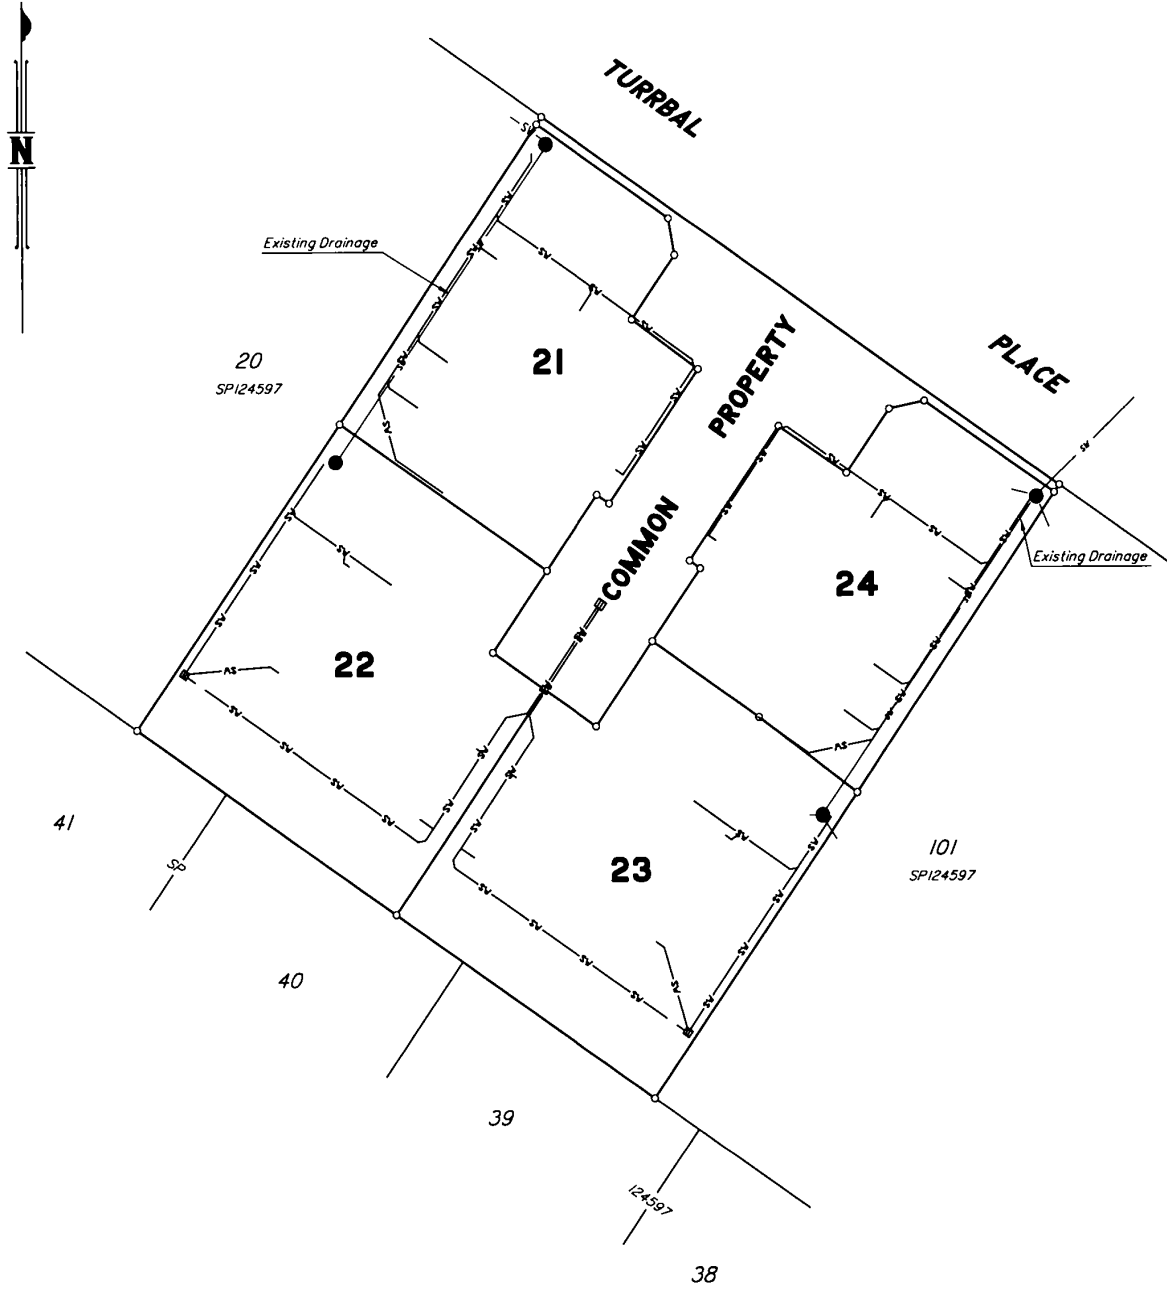 N
TURRBAL
Existing Drainage
21
PROPERTY
PLACE
20
SP124597
COMMON
Existing Drainage
24
22
41
SP
23
101
SP124597
40
39
124597
38